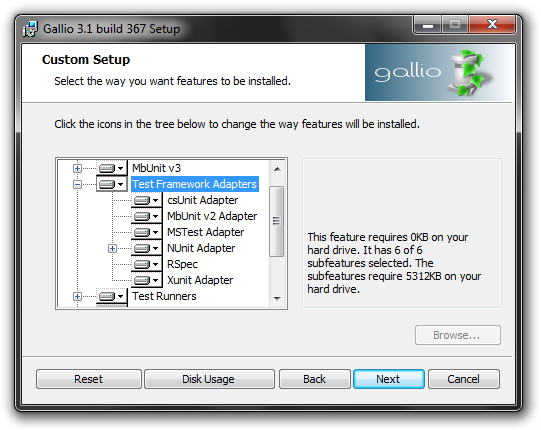 Gallio 3.1 build 367 Setup
Custom Setup
Select the way you want features to be installed.
gallio
Click the icons in the tree below to change the way features will be installed.
MbUnit v3
Test Framework Adapters
csUnit Adapter
MbUnit v2 Adapter
MSTest Adapter
NUnit Adapter
RSpec
Xunit Adapter
Test Runners
This feature requires 0KB on your
hard drive. It has 6 of 6
subfeatures selected. The
subfeatures require 5312KB on your
hard drive.
Browse...
Reset
Disk Usage
Back
Next
Cancel